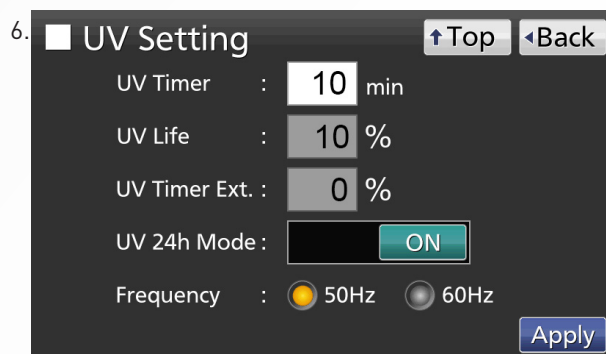 6.
UV Setting
↑Top
◂Back
UV Timer : 10 min
UV Life : 10 %
UV Timer Ext. : 0 %
UV 24h Mode : ON
Frequency : 50Hz 60Hz
Apply